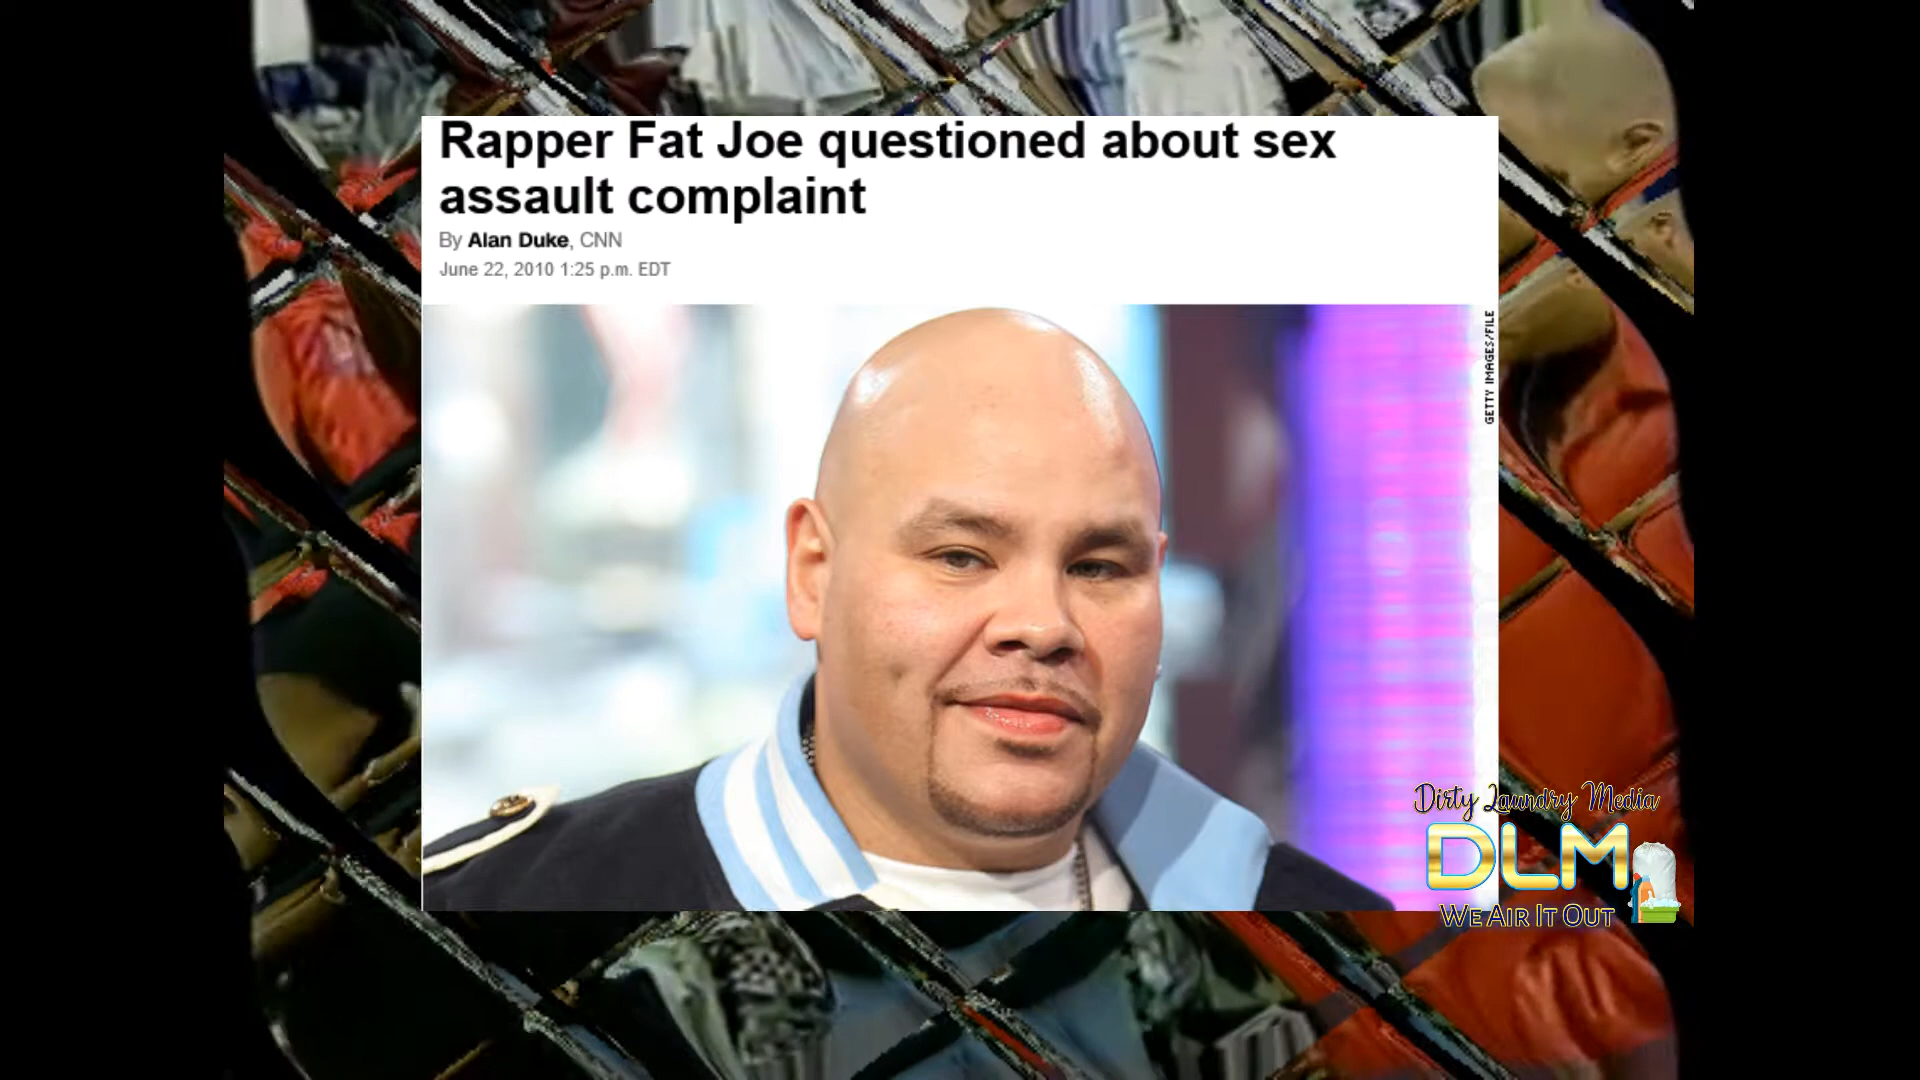 Rapper Fat Joe questioned about sex
assault complaint
By Alan Duke, CNN
June 22, 2010 1:25 p.m. EDT
GETTY IMAGES/FILE
Dirty Laundry Media
DLM
WE AIR IT OUT